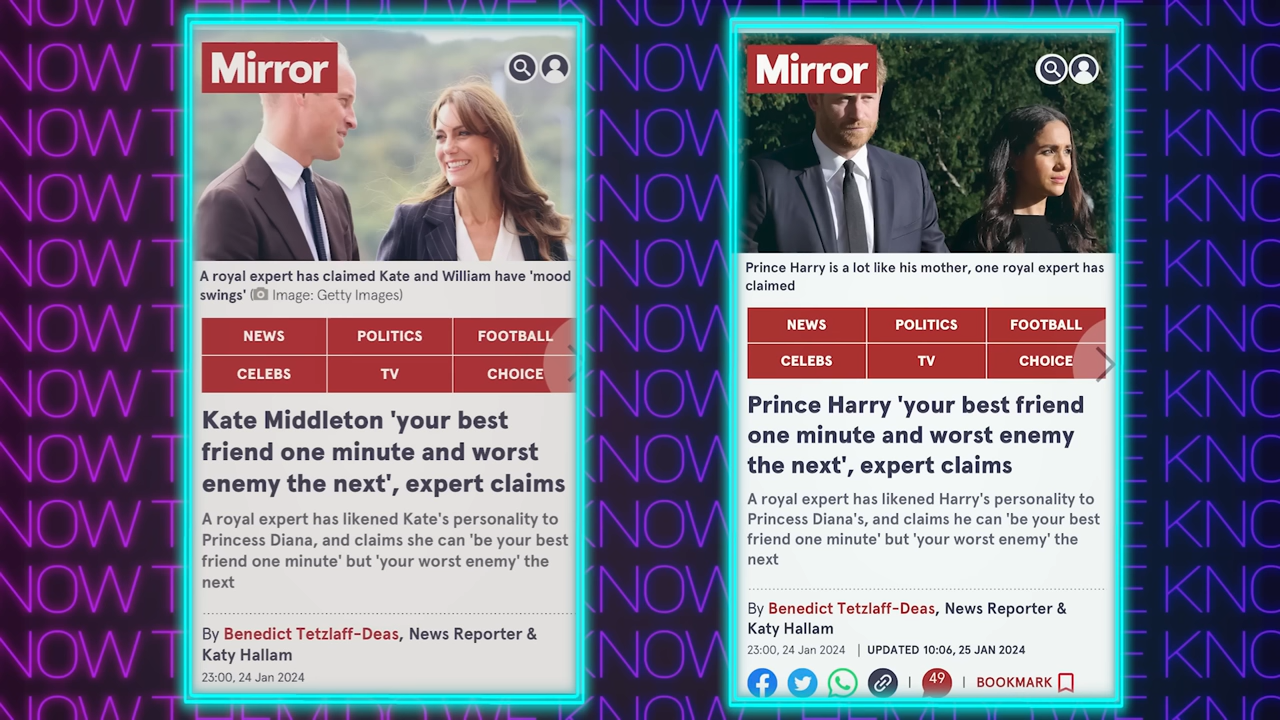 Mirror
A royal expert has claimed Kate and William have 'mood
swings' (Image: Getty Images)
NEWS POLITICS FOOTBALL
CELEBS TV CHOICE
Kate Middleton 'your best
friend one minute and worst
enemy the next', expert claims
A royal expert has likened Kate's personality to
Princess Diana, and claims she can 'be your best
friend one minute' but 'your worst enemy' the
next
By Benedict Tetzlaff-Deas, News Reporter &
Katy Hallam
23:00, 24 Jan 2024
Mirror
Prince Harry is a lot like his mother, one royal expert has
claimed
NEWS POLITICS FOOTBALL
CELEBS TV CHOICE
Prince Harry 'your best friend
one minute and worst enemy
the next', expert claims
A royal expert has likened Harry's personality to
Princess Diana's, and claims he can 'be your best
friend one minute' but 'your worst enemy' the
next
By Benedict Tetzlaff-Deas, News Reporter &
Katy Hallam
23:00, 24 Jan 2024 | UPDATED 10:06, 25 JAN 2024
49 | BOOKMARK